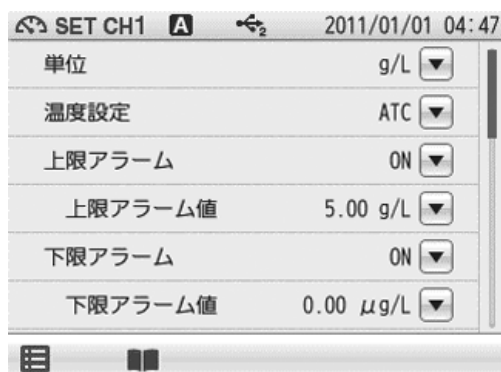 SET CH1 A 2 2011/01/01 04:47
単位 g/L
温度設定 ATC
上限アラーム ON
上限アラーム値 5.00 g/L
下限アラーム ON
下限アラーム値 0.00 μg/L